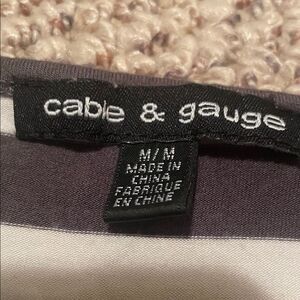 cable & gauge
M/M
MADE IN
CHINA
FABRIQUE
EN CHINE